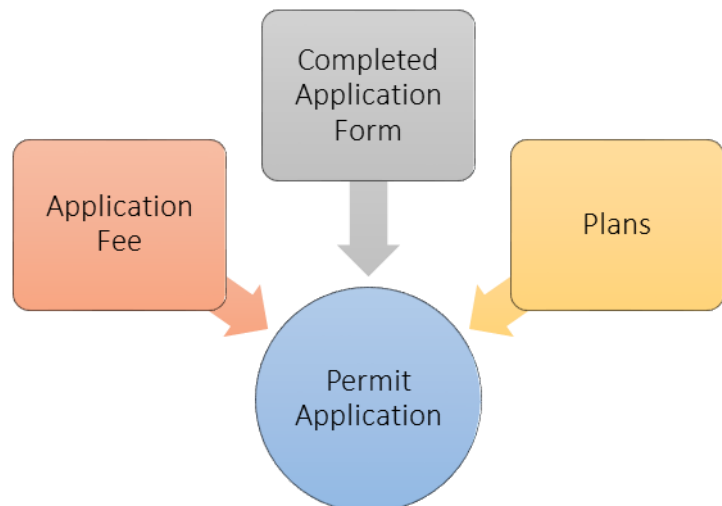 Completed
Application
Form
Application
Fee
Plans
Permit
Application